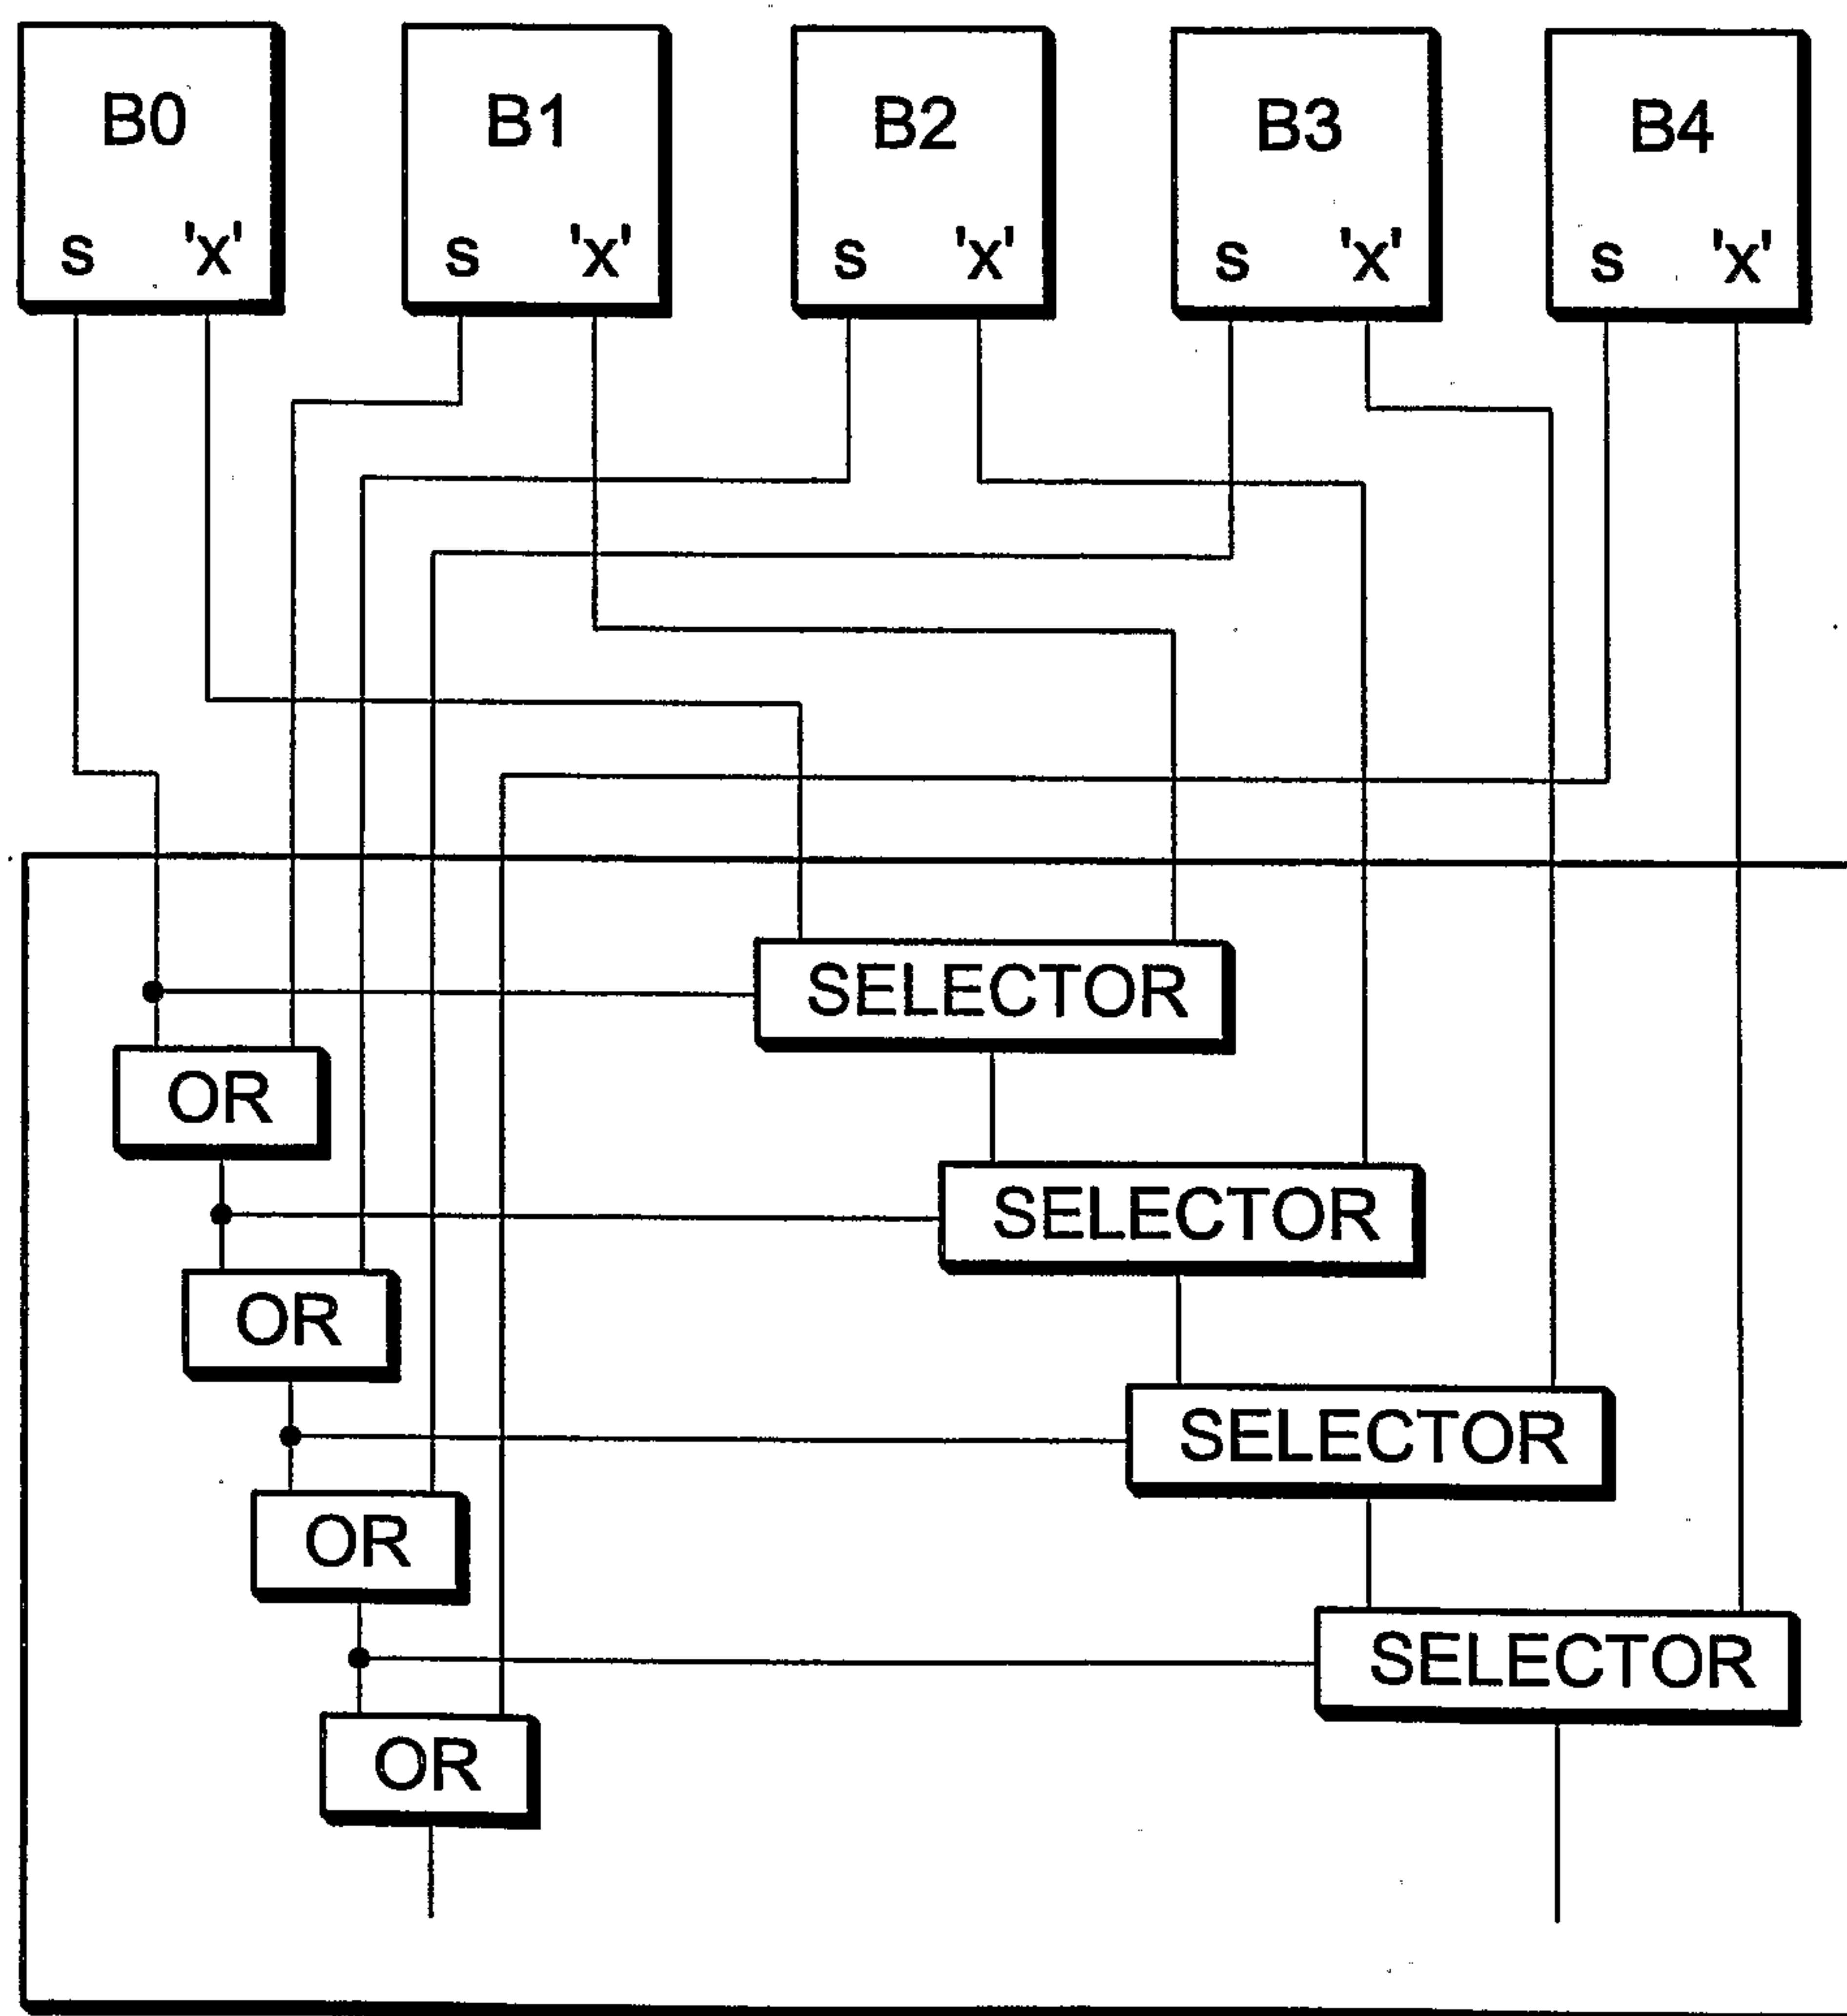 B0 B1 B2 B3 B4
s 'x' s 'x' s 'x' s 'x' s 'x'
SELECTOR
OR
SELECTOR
OR
SELECTOR
OR
SELECTOR
OR